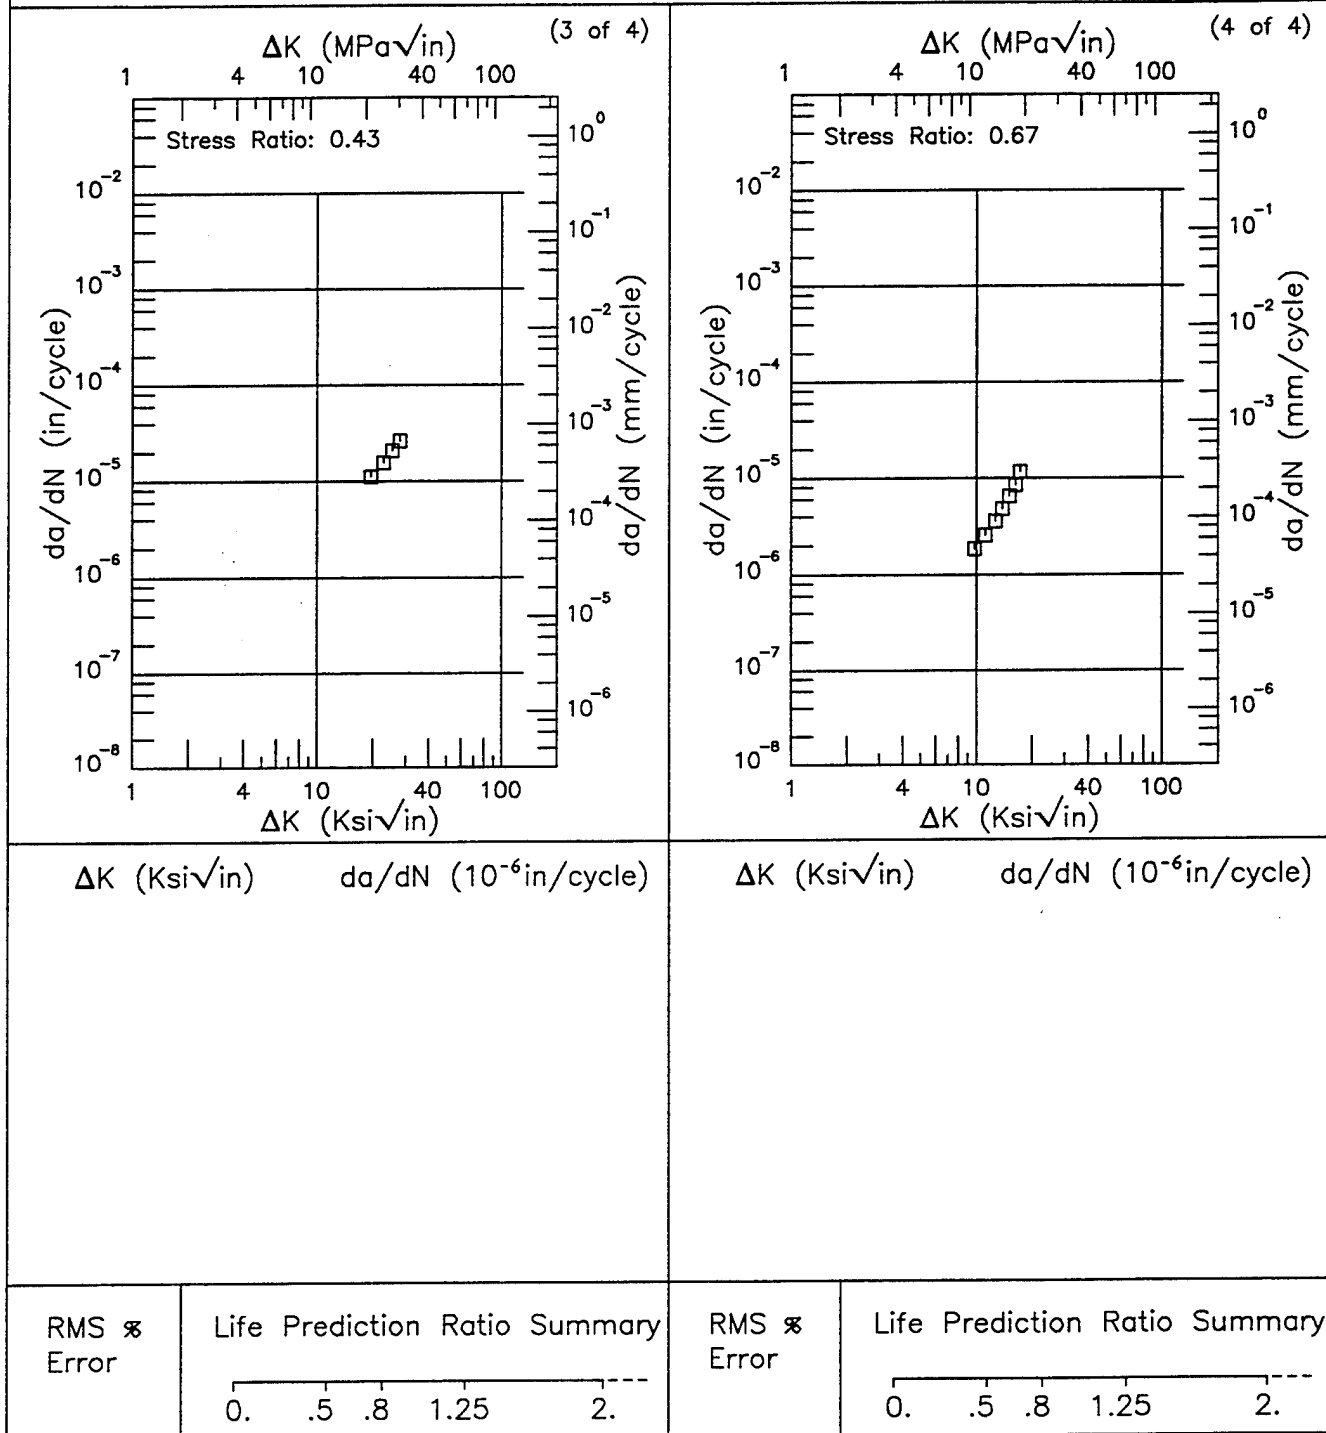 (3 of 4)
ΔK (MPa√in)
1 4 10 40 100
Stress Ratio: 0.43
da/dN (in/cycle)
10⁻²
10⁻³
10⁻⁴
10⁻⁵
10⁻⁶
10⁻⁷
10⁻⁸
10⁰
10⁻¹
10⁻²
10⁻³
10⁻⁴
10⁻⁵
10⁻⁶
da/dN (mm/cycle)
1 4 10 40 100
ΔK (Ksi√in)
ΔK (Ksi√in) da/dN (10⁻⁶in/cycle)
RMS %
Error
Life Prediction Ratio Summary
0. .5 .8 1.25 2.
(4 of 4)
ΔK (MPa√in)
1 4 10 40 100
Stress Ratio: 0.67
da/dN (in/cycle)
10⁻²
10⁻³
10⁻⁴
10⁻⁵
10⁻⁶
10⁻⁷
10⁻⁸
10⁰
10⁻¹
10⁻²
10⁻³
10⁻⁴
10⁻⁵
10⁻⁶
da/dN (mm/cycle)
1 4 10 40 100
ΔK (Ksi√in)
ΔK (Ksi√in) da/dN (10⁻⁶in/cycle)
RMS %
Error
Life Prediction Ratio Summary
0. .5 .8 1.25 2.